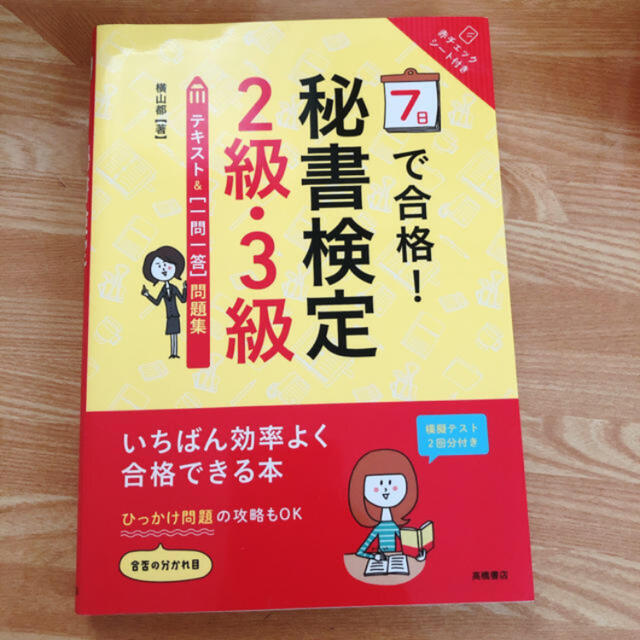 赤チェック
シート付き
7日
で合格！
秘書検定
2級・3級
テキスト&［一問一答］問題集
横山都［著］
いちばん効率よく
合格できる本
ひっかけ問題の攻略もOK
合否の分かれ目
模擬テスト
2回分付き
高橋書店